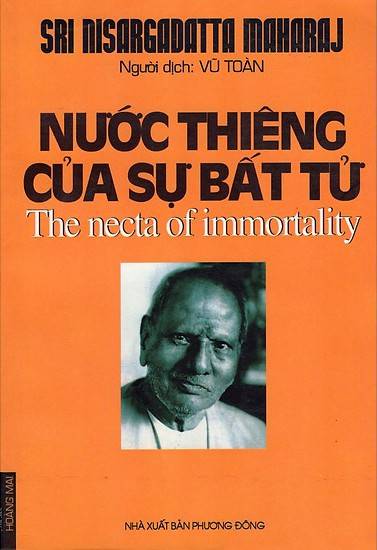 SRI NISARGADATTA MAHARAJ
Người dịch: VŨ TOÀN
NƯỚC THIÊNG
CỦA SỰ BẤT TỬ
The necta of immortality
HOÀNG MAI
NHÀ XUẤT BẢN PHƯƠNG ĐÔNG